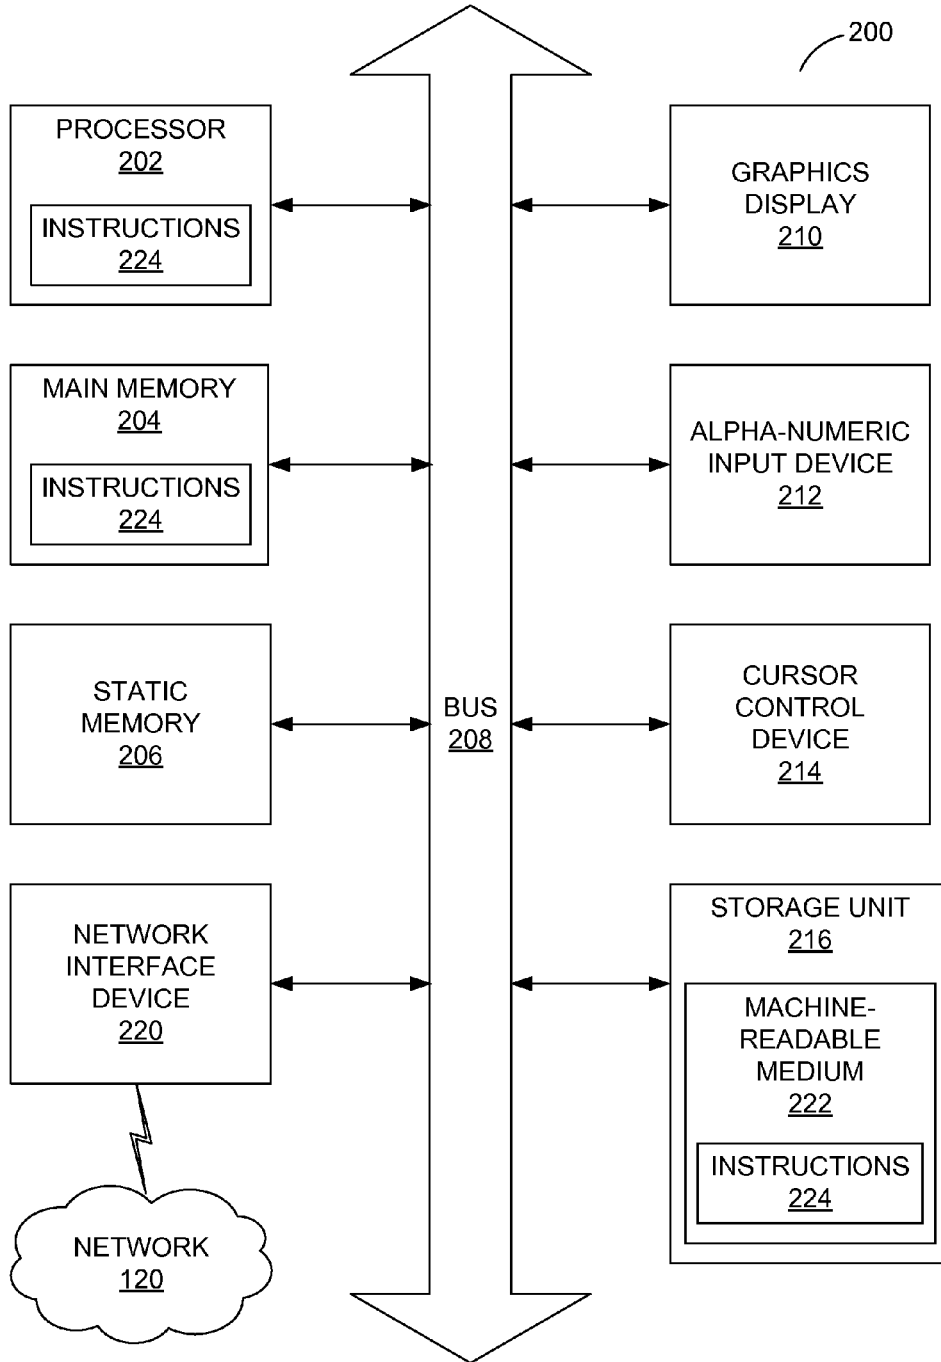 200
PROCESSOR
202
INSTRUCTIONS
224
MAIN MEMORY
204
INSTRUCTIONS
224
STATIC
MEMORY
206
NETWORK
INTERFACE
DEVICE
220
NETWORK
120
BUS
208
GRAPHICS
DISPLAY
210
ALPHA-NUMERIC
INPUT DEVICE
212
CURSOR
CONTROL
DEVICE
214
STORAGE UNIT
216
MACHINE-
READABLE
MEDIUM
222
INSTRUCTIONS
224